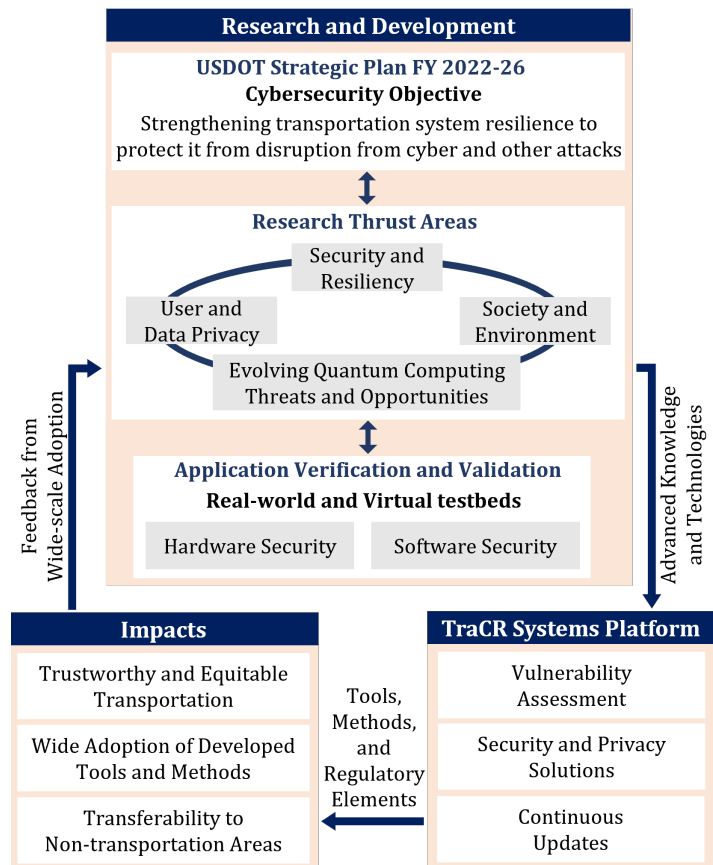 Research and Development
USDOT Strategic Plan FY 2022-26
Cybersecurity Objective
Strengthening transportation system resilience to
protect it from disruption from cyber and other attacks
Research Thrust Areas
Security and
Resiliency
User and
Data Privacy
Society and
Environment
Evolving Quantum Computing
Threats and Opportunities
Application Verification and Validation
Real-world and Virtual testbeds
Hardware Security
Software Security
Advanced Knowledge
and Technologies
TraCR Systems Platform
Vulnerability
Assessment
Security and Privacy
Solutions
Continuous
Updates
Tools,
Methods,
and
Regulatory
Elements
Impacts
Trustworthy and Equitable
Transportation
Wide Adoption of Developed
Tools and Methods
Transferability to
Non-transportation Areas
Feedback from
Wide-scale Adoption